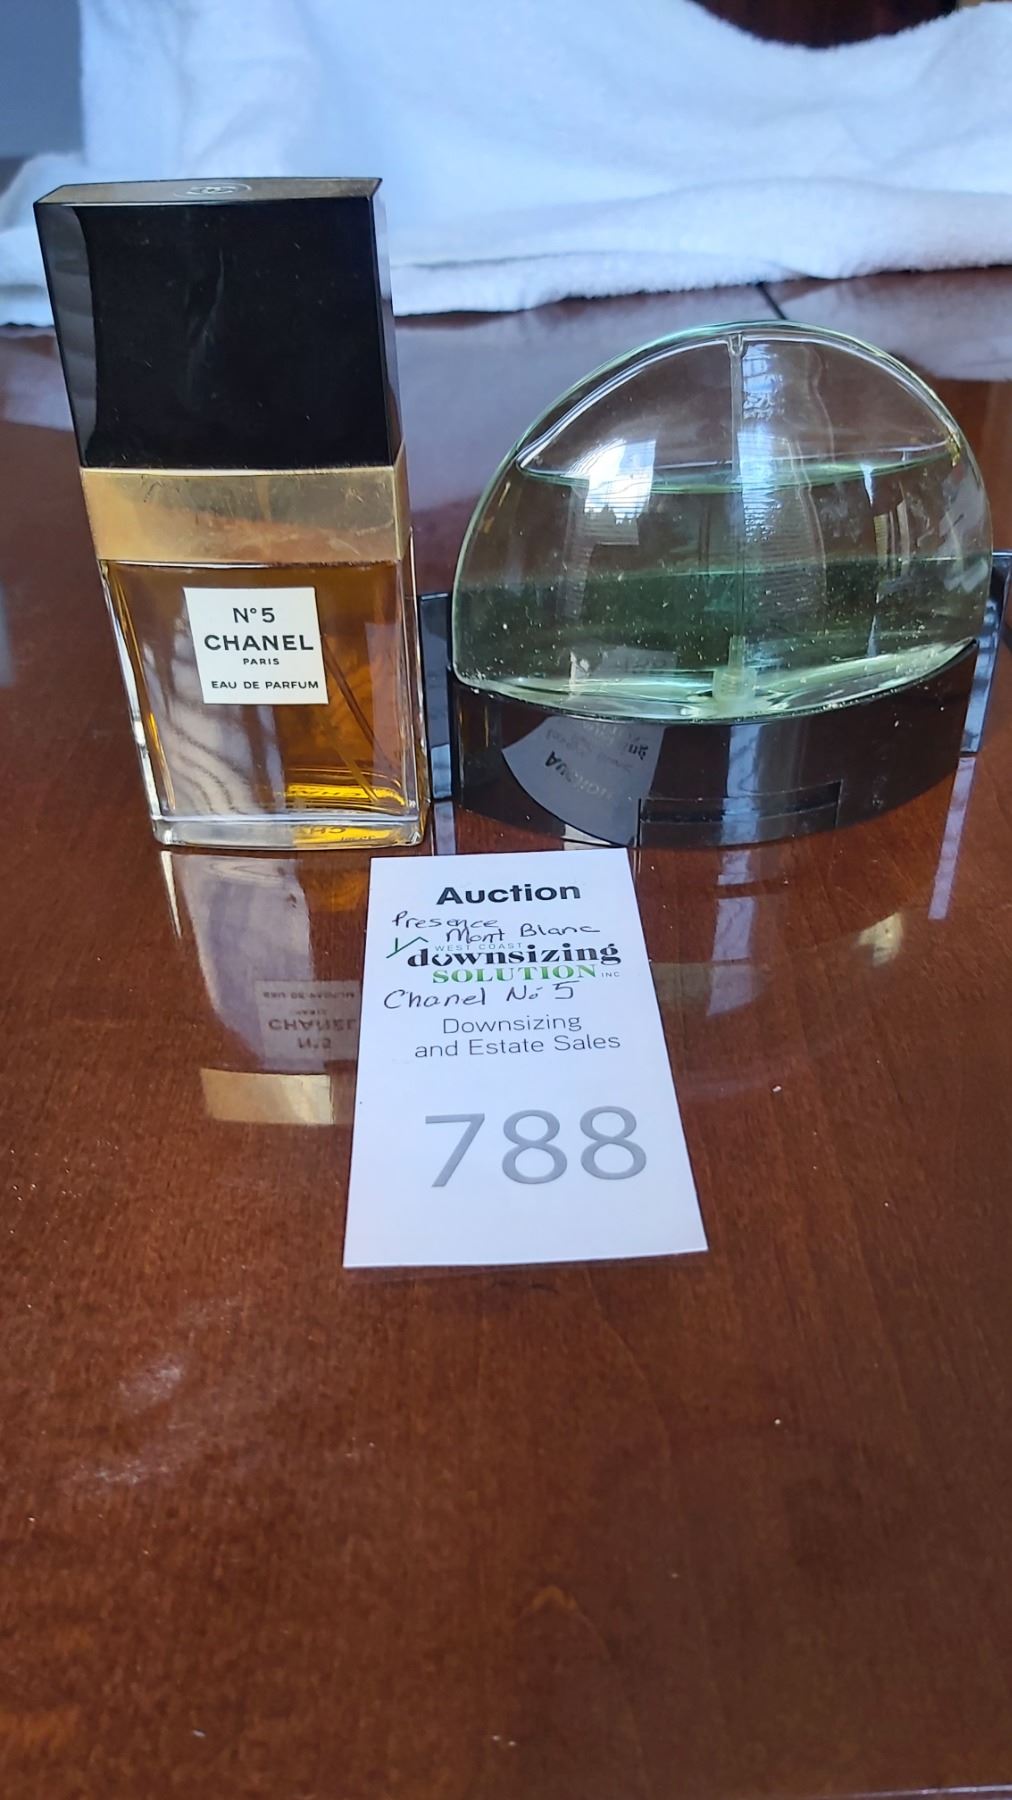 N°5
CHANEL
PARIS
EAU DE PARFUM
Auction
Presence
Mont Blanc
WEST COAST
downsizing
SOLUTION INC
Chanel No 5
Downsizing
and Estate Sales
788